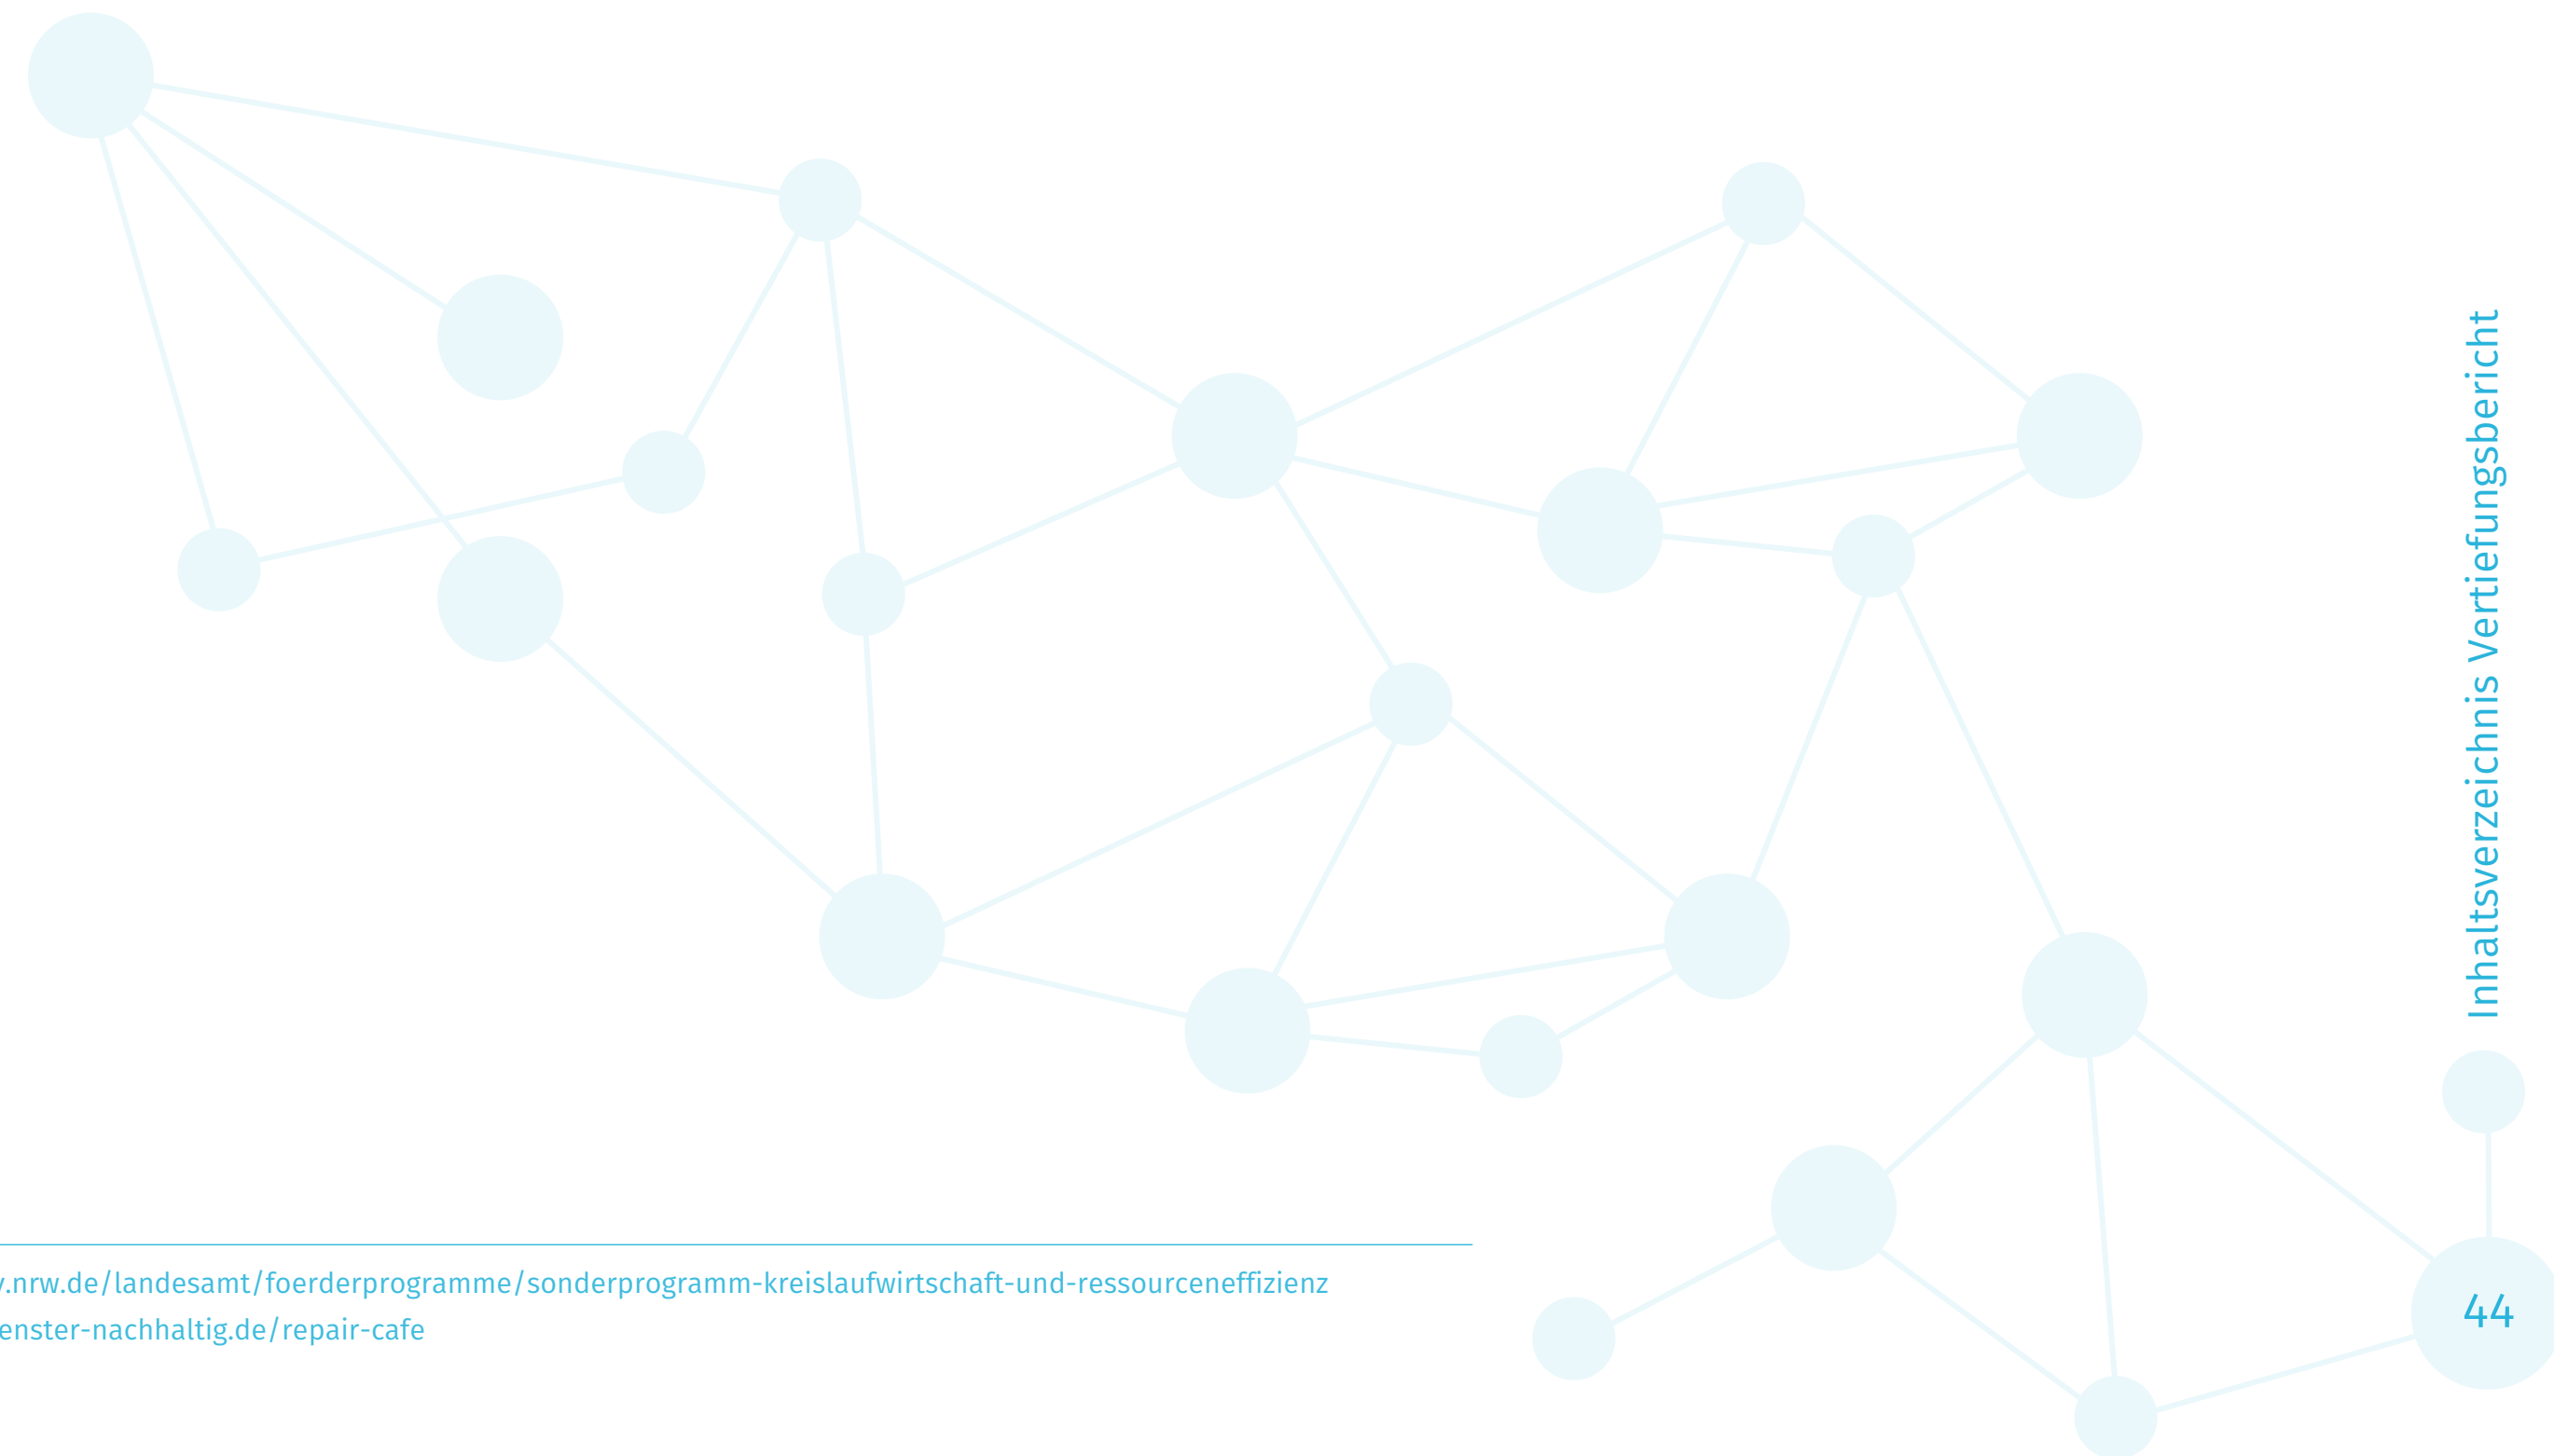 Inhaltsverzeichnis Vertiefungsbericht
.nrw.de/landesamt/foerderprogramme/sonderprogramm-kreislaufwirtschaft-und-ressourceneffizienz
enster-nachhaltig.de/repair-cafe
44